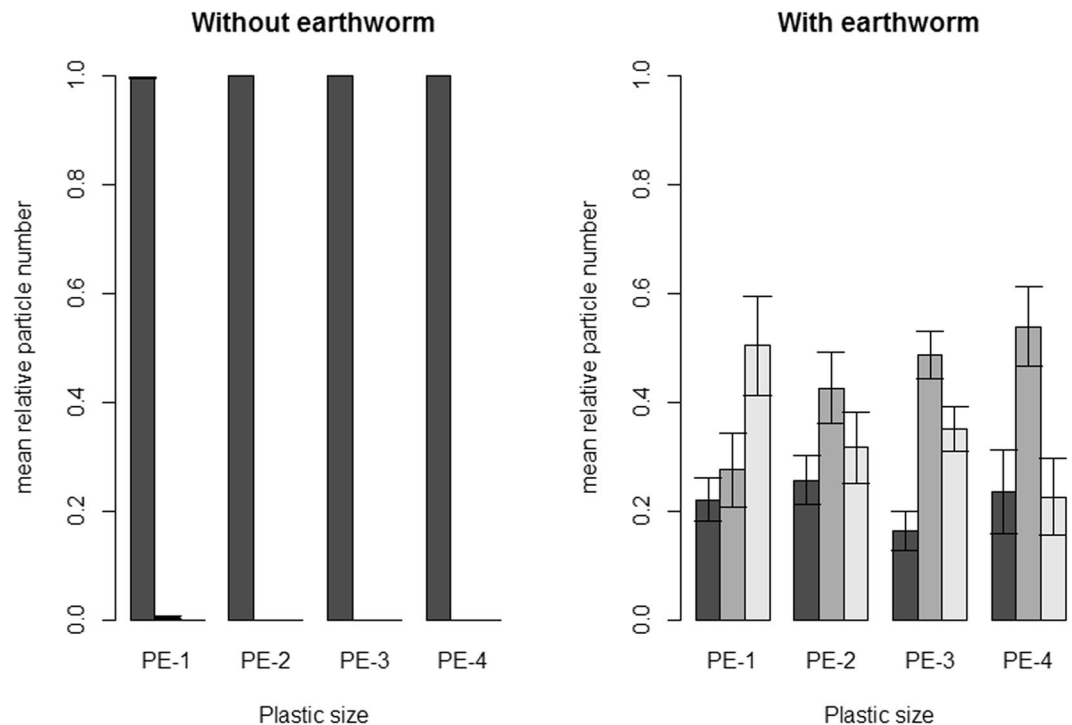 Without earthworm
mean relative particle number
1.0
0.8
0.6
0.4
0.2
0.0
PE-1 PE-2 PE-3 PE-4
Plastic size
With earthworm
mean relative particle number
1.0
0.8
0.6
0.4
0.2
0.0
PE-1 PE-2 PE-3 PE-4
Plastic size